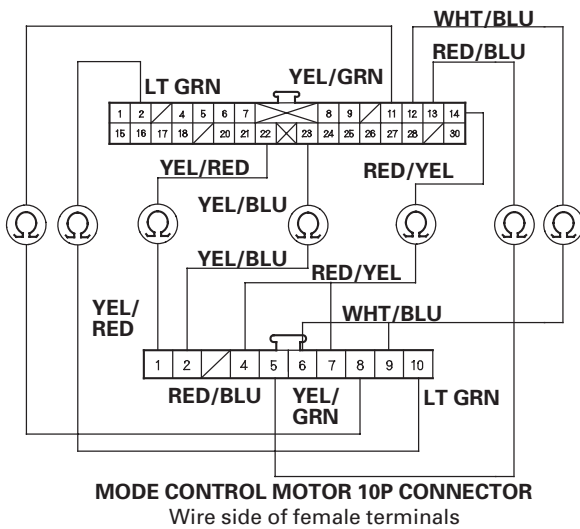 WHT/BLU
RED/BLU
LT GRN
YEL/GRN
1 2 4 5 6 7 8 9 11 12 13 14
15 16 17 18 20 21 22 23 24 25 26 27 28 30
YEL/RED
RED/YEL
YEL/BLU
Ω Ω Ω Ω Ω Ω Ω
YEL/BLU
RED/YEL
YEL/
RED
WHT/BLU
1 2 4 5 6 7 8 9 10
RED/BLU
YEL/
GRN
LT GRN
MODE CONTROL MOTOR 10P CONNECTOR
Wire side of female terminals